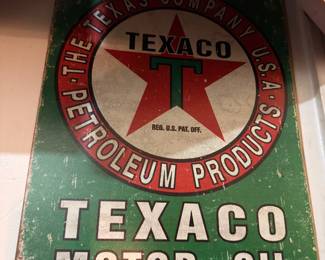 THE TEXAS COMPANY U.S.A.
TEXACO
T
REG. U.S. PAT. OFF.
PETROLEUM PRODUCTS
TEXACO
MOTOR OIL